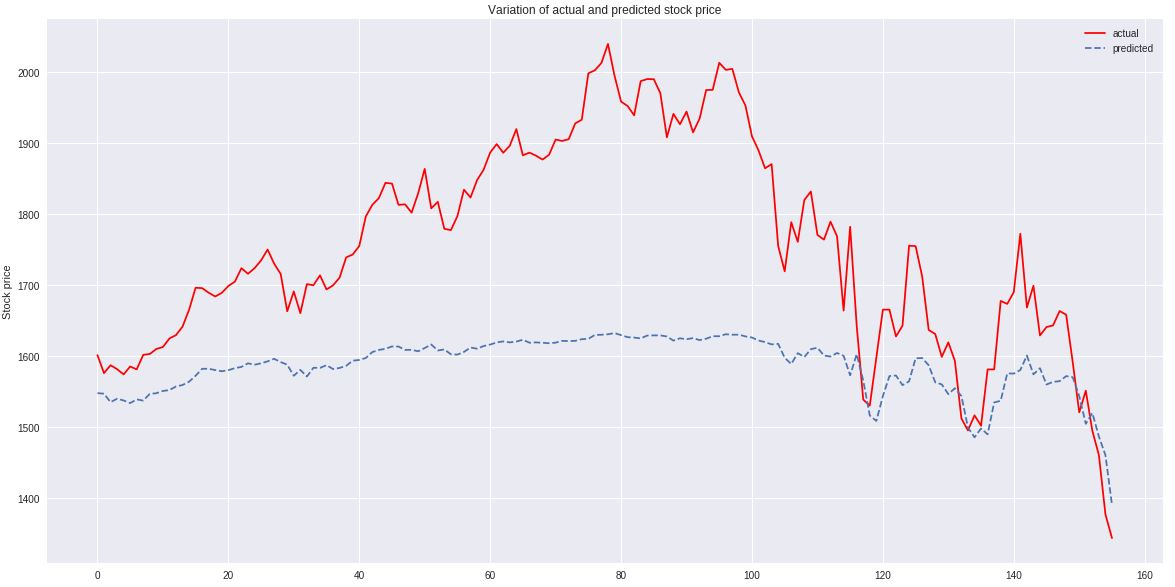 Variation of actual and predicted stock price
actual
predicted
Stock price
2000
1900
1800
1700
1600
1500
1400
0 20 40 60 80 100 120 140 160